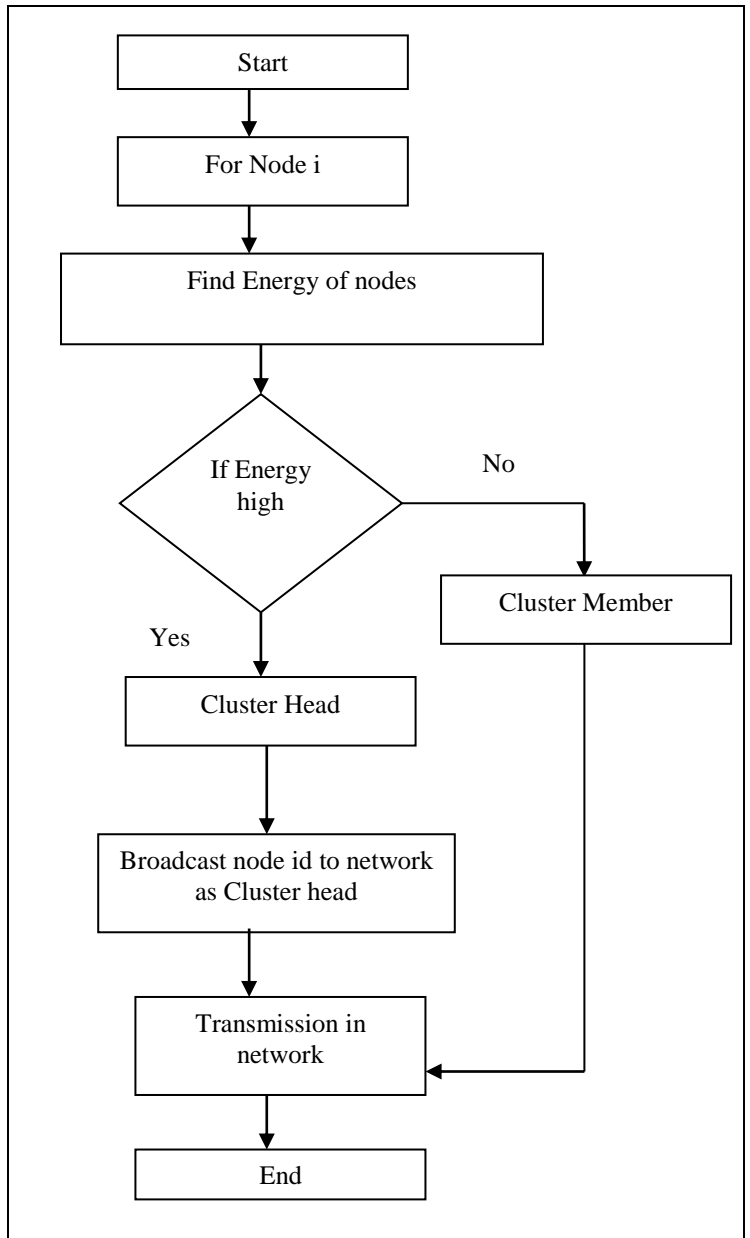 Start
For Node i
Find Energy of nodes
If Energy
high
No
Cluster Member
Yes
Cluster Head
Broadcast node id to network
as Cluster head
Transmission in
network
End